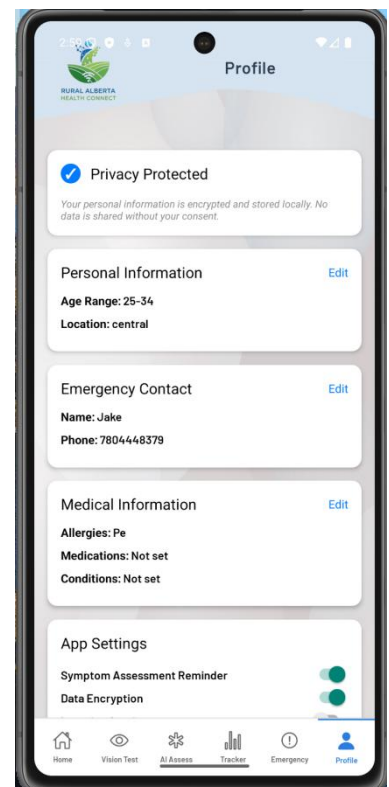 2:50
RURAL ALBERTA
HEALTH CONNECT
Profile
Privacy Protected
Your personal information is encrypted and stored locally. No
data is shared without your consent.
Personal Information
Edit
Age Range: 25-34
Location: central
Emergency Contact
Edit
Name: Jake
Phone: 7804448379
Medical Information
Edit
Allergies: Pe
Medications: Not set
Conditions: Not set
App Settings
Symptom Assessment Reminder
Data Encryption
Home
Vision Test
AI Assess
Tracker
Emergency
Profile